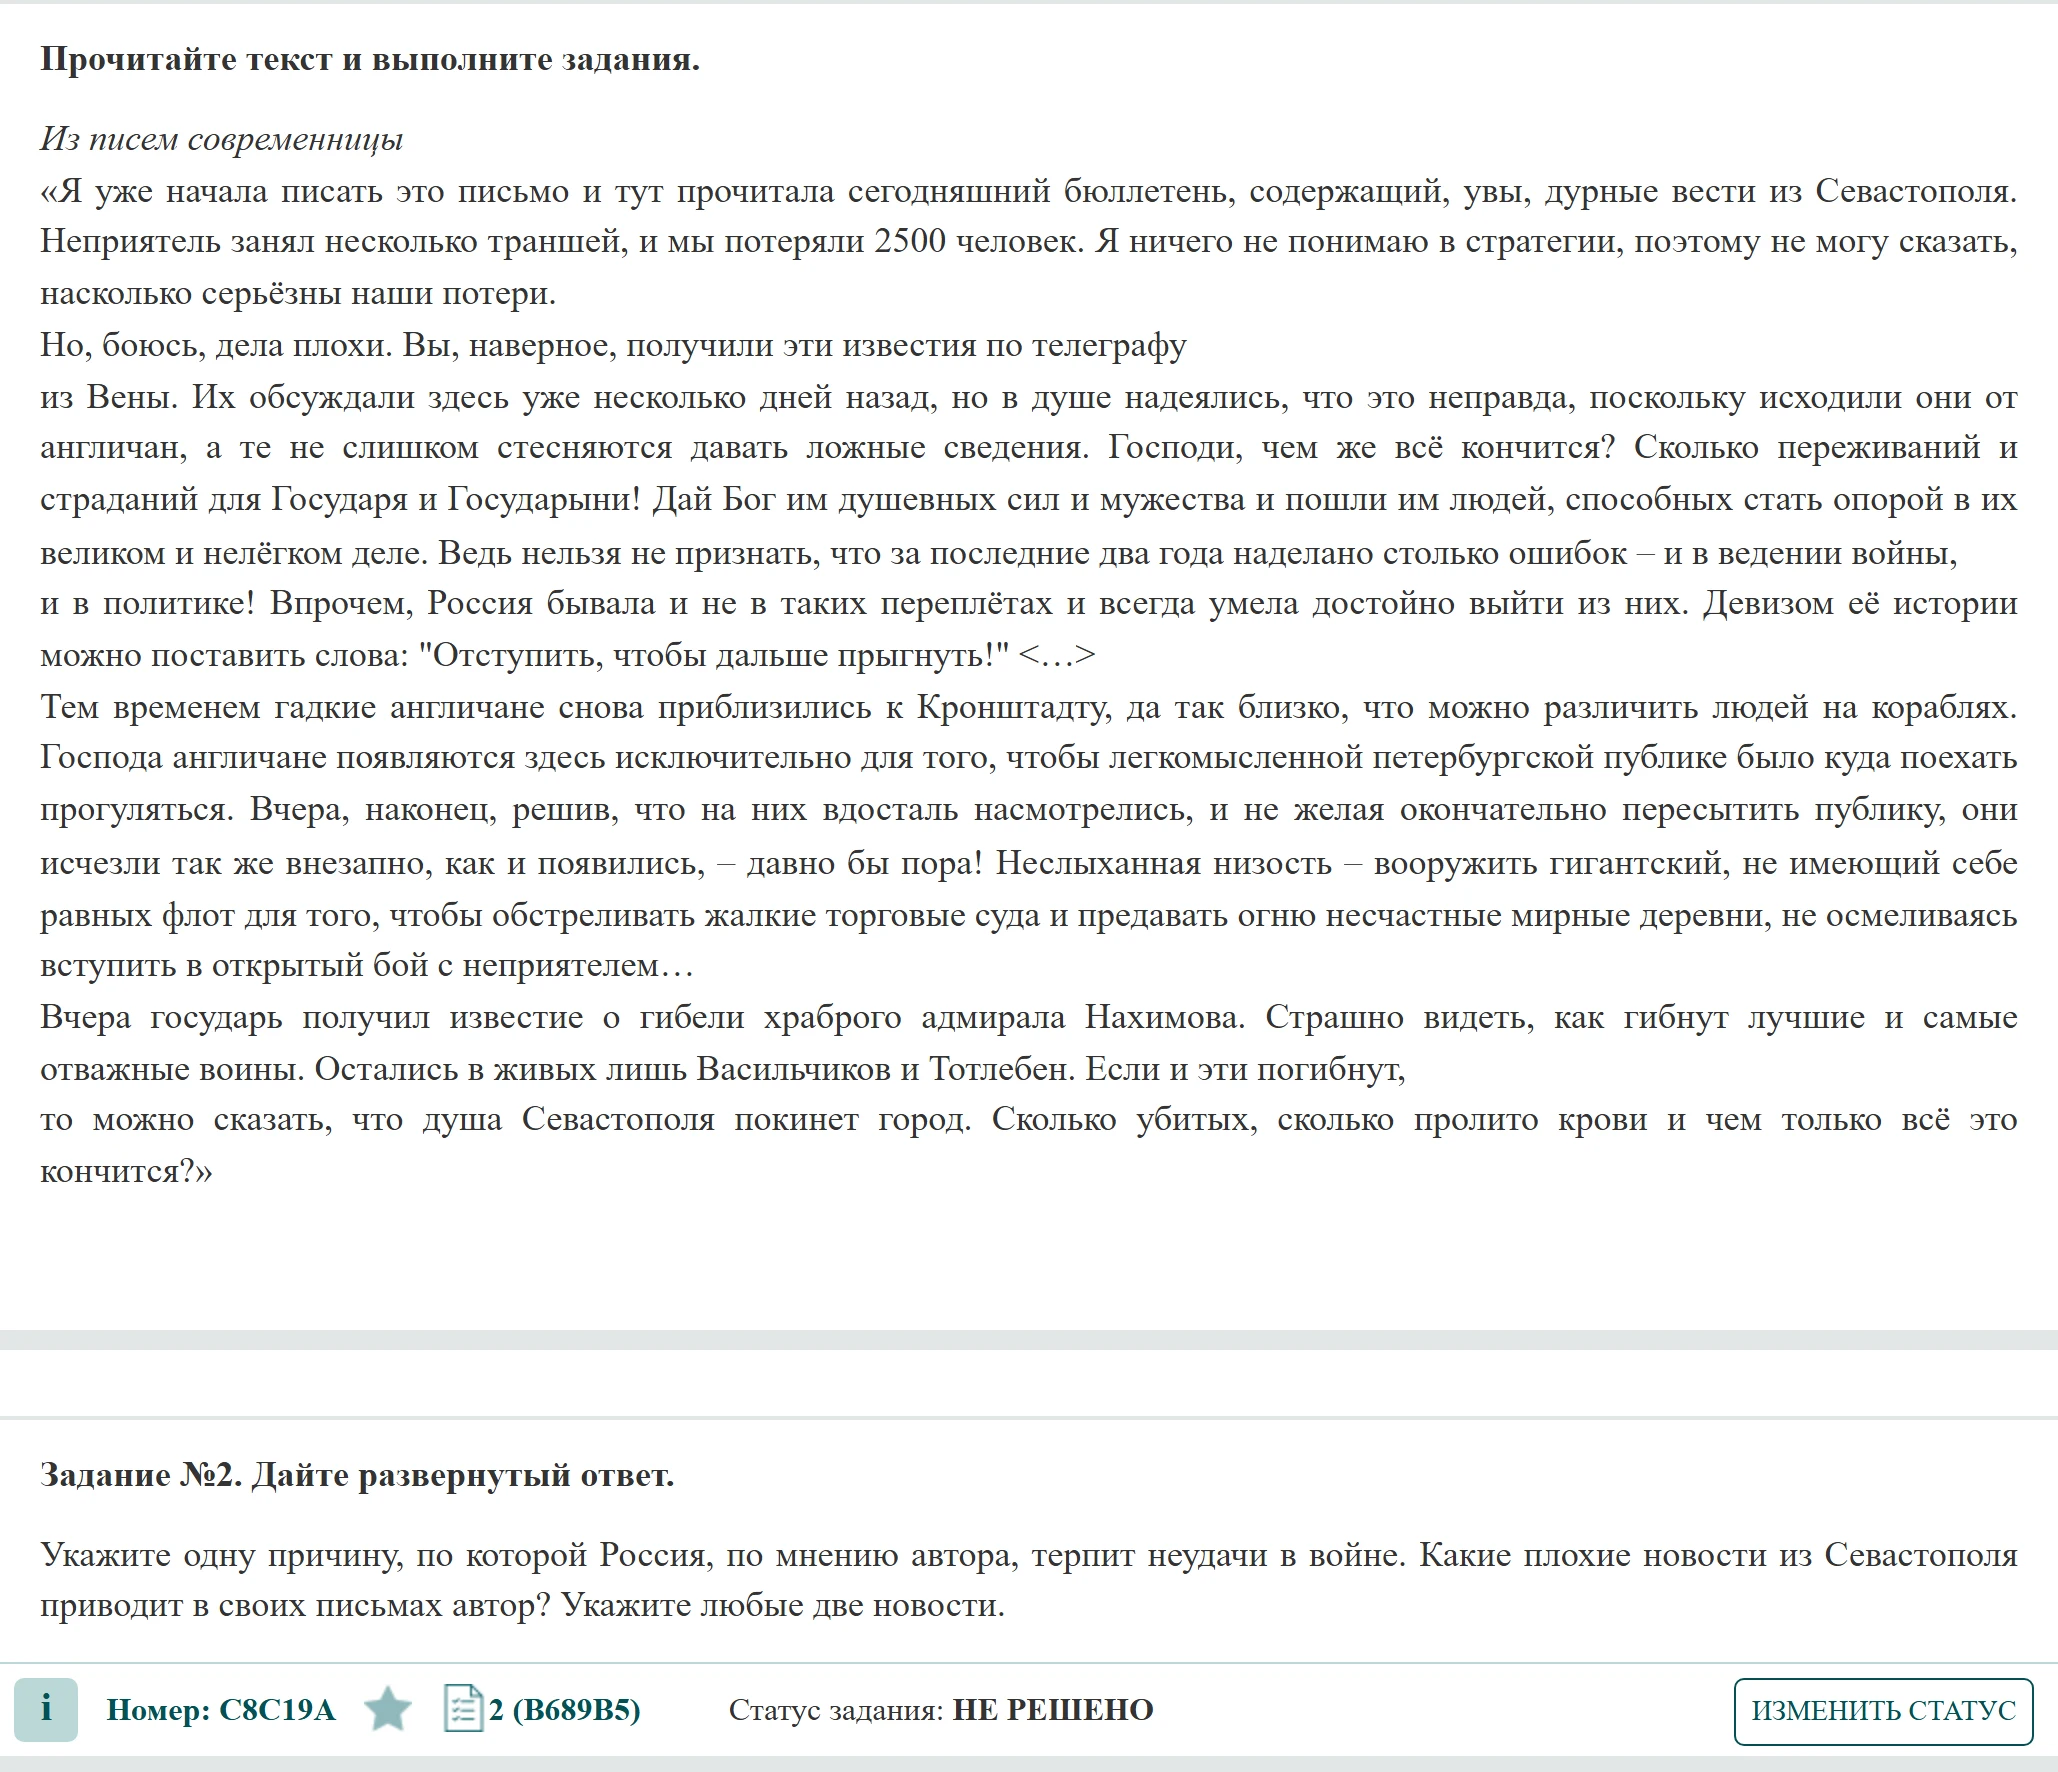 Прочитайте текст и выполните задания.
Из писем современницы
«Я уже начала писать это письмо и тут прочитала сегодняшний бюллетень, содержащий, увы, дурные вести из Севастополя.
Неприятель занял несколько траншей, и мы потеряли 2500 человек. Я ничего не понимаю в стратегии, поэтому не могу сказать,
насколько серьёзны наши потери.
Но, боюсь, дела плохи. Вы, наверное, получили эти известия по телеграфу
из Вены. Их обсуждали здесь уже несколько дней назад, но в душе надеялись, что это неправда, поскольку исходили они от
англичан, а те не слишком стесняются давать ложные сведения. Господи, чем же всё кончится? Сколько переживаний и
страданий для Государя и Государыни! Дай Бог им душевных сил и мужества и пошли им людей, способных стать опорой в их
великом и нелёгком деле. Ведь нельзя не признать, что за последние два года наделано столько ошибок – и в ведении войны,
и в политике! Впрочем, Россия бывала и не в таких переплётах и всегда умела достойно выйти из них. Девизом её истории
можно поставить слова: "Отступить, чтобы дальше прыгнуть!" <…>
Тем временем гадкие англичане снова приблизились к Кронштадту, да так близко, что можно различить людей на кораблях.
Господа англичане появляются здесь исключительно для того, чтобы легкомысленной петербургской публике было куда поехать
прогуляться. Вчера, наконец, решив, что на них вдосталь насмотрелись, и не желая окончательно пересытить публику, они
исчезли так же внезапно, как и появились, – давно бы пора! Неслыханная низость – вооружить гигантский, не имеющий себе
равных флот для того, чтобы обстреливать жалкие торговые суда и предавать огню несчастные мирные деревни, не осмеливаясь
вступить в открытый бой с неприятелем…
Вчера государь получил известие о гибели храброго адмирала Нахимова. Страшно видеть, как гибнут лучшие и самые
отважные воины. Остались в живых лишь Васильчиков и Тотлебен. Если и эти погибнут,
то можно сказать, что душа Севастополя покинет город. Сколько убитых, сколько пролито крови и чем только всё это
кончится?»
Задание №2. Дайте развернутый ответ.
Укажите одну причину, по которой Россия, по мнению автора, терпит неудачи в войне. Какие плохие новости из Севастополя
приводит в своих письмах автор? Укажите любые две новости.
i Номер: C8C19A 2 (B689B5) Статус задания: НЕ РЕШЕНО ИЗМЕНИТЬ СТАТУС